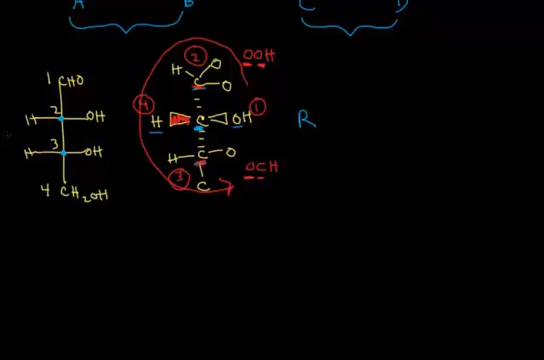 A B C D
1 CHO
2
H OH
3
H OH
4 CH2OH
2
H O
C O
OOH
4
1
H C OH
R
H C O
OCH
3
C